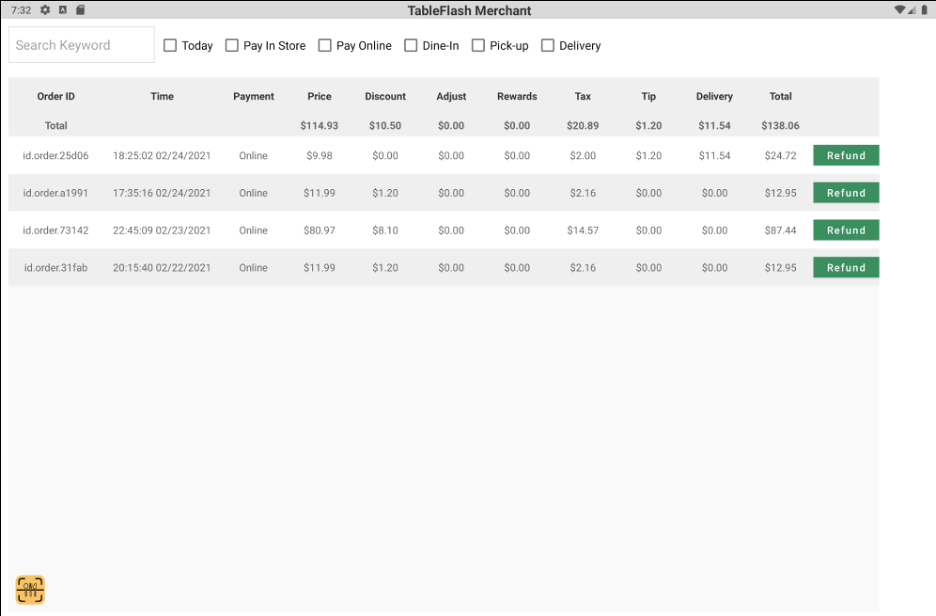 7:32 TableFlash Merchant
Search Keyword Today Pay In Store Pay Online Dine-In Pick-up Delivery
Order ID Time Payment Price Discount Adjust Rewards Tax Tip Delivery Total
Total $114.93 $10.50 $0.00 $0.00 $20.89 $1.20 $11.54 $138.06
id.order.25d06 18:25:02 02/24/2021 Online $9.98 $0.00 $0.00 $0.00 $2.00 $1.20 $11.54 $24.72 Refund
id.order.a1991 17:35:16 02/24/2021 Online $11.99 $1.20 $0.00 $0.00 $2.16 $0.00 $0.00 $12.95 Refund
id.order.73142 22:45:09 02/23/2021 Online $80.97 $8.10 $0.00 $0.00 $14.57 $0.00 $0.00 $87.44 Refund
id.order.31fab 20:15:40 02/22/2021 Online $11.99 $1.20 $0.00 $0.00 $2.16 $0.00 $0.00 $12.95 Refund